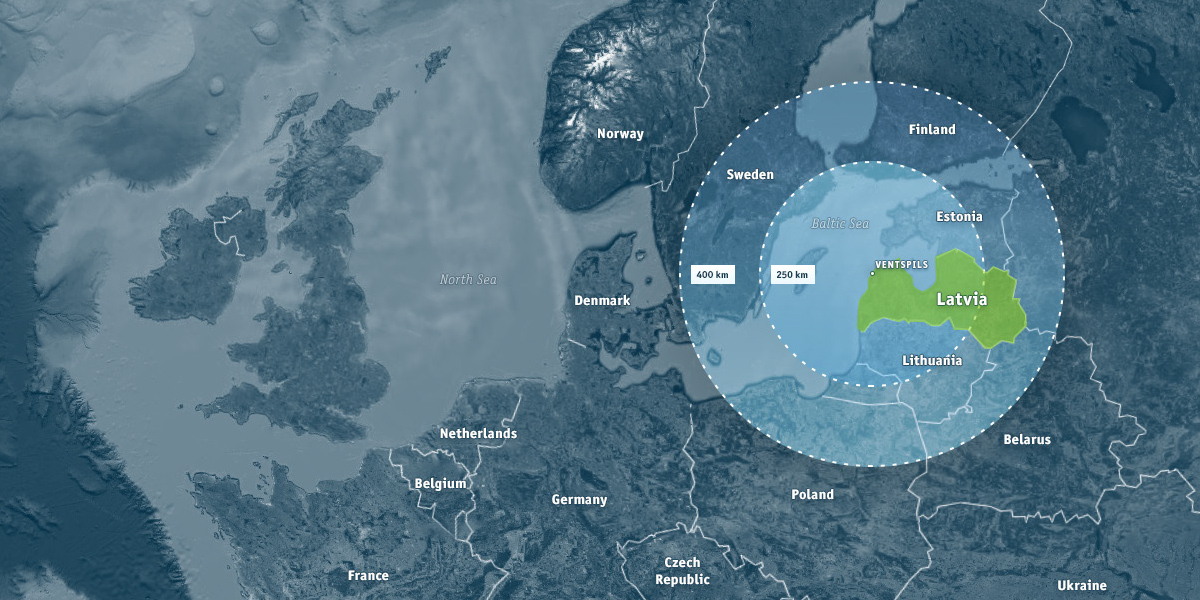 Norway
Finland
Sweden
Estonia
Baltic Sea
VENTSPILS
400 km
250 km
North Sea
Denmark
Latvia
Lithuania
Netherlands
Belarus
Belgium
Germany
Poland
Czech
Republic
France
Ukraine